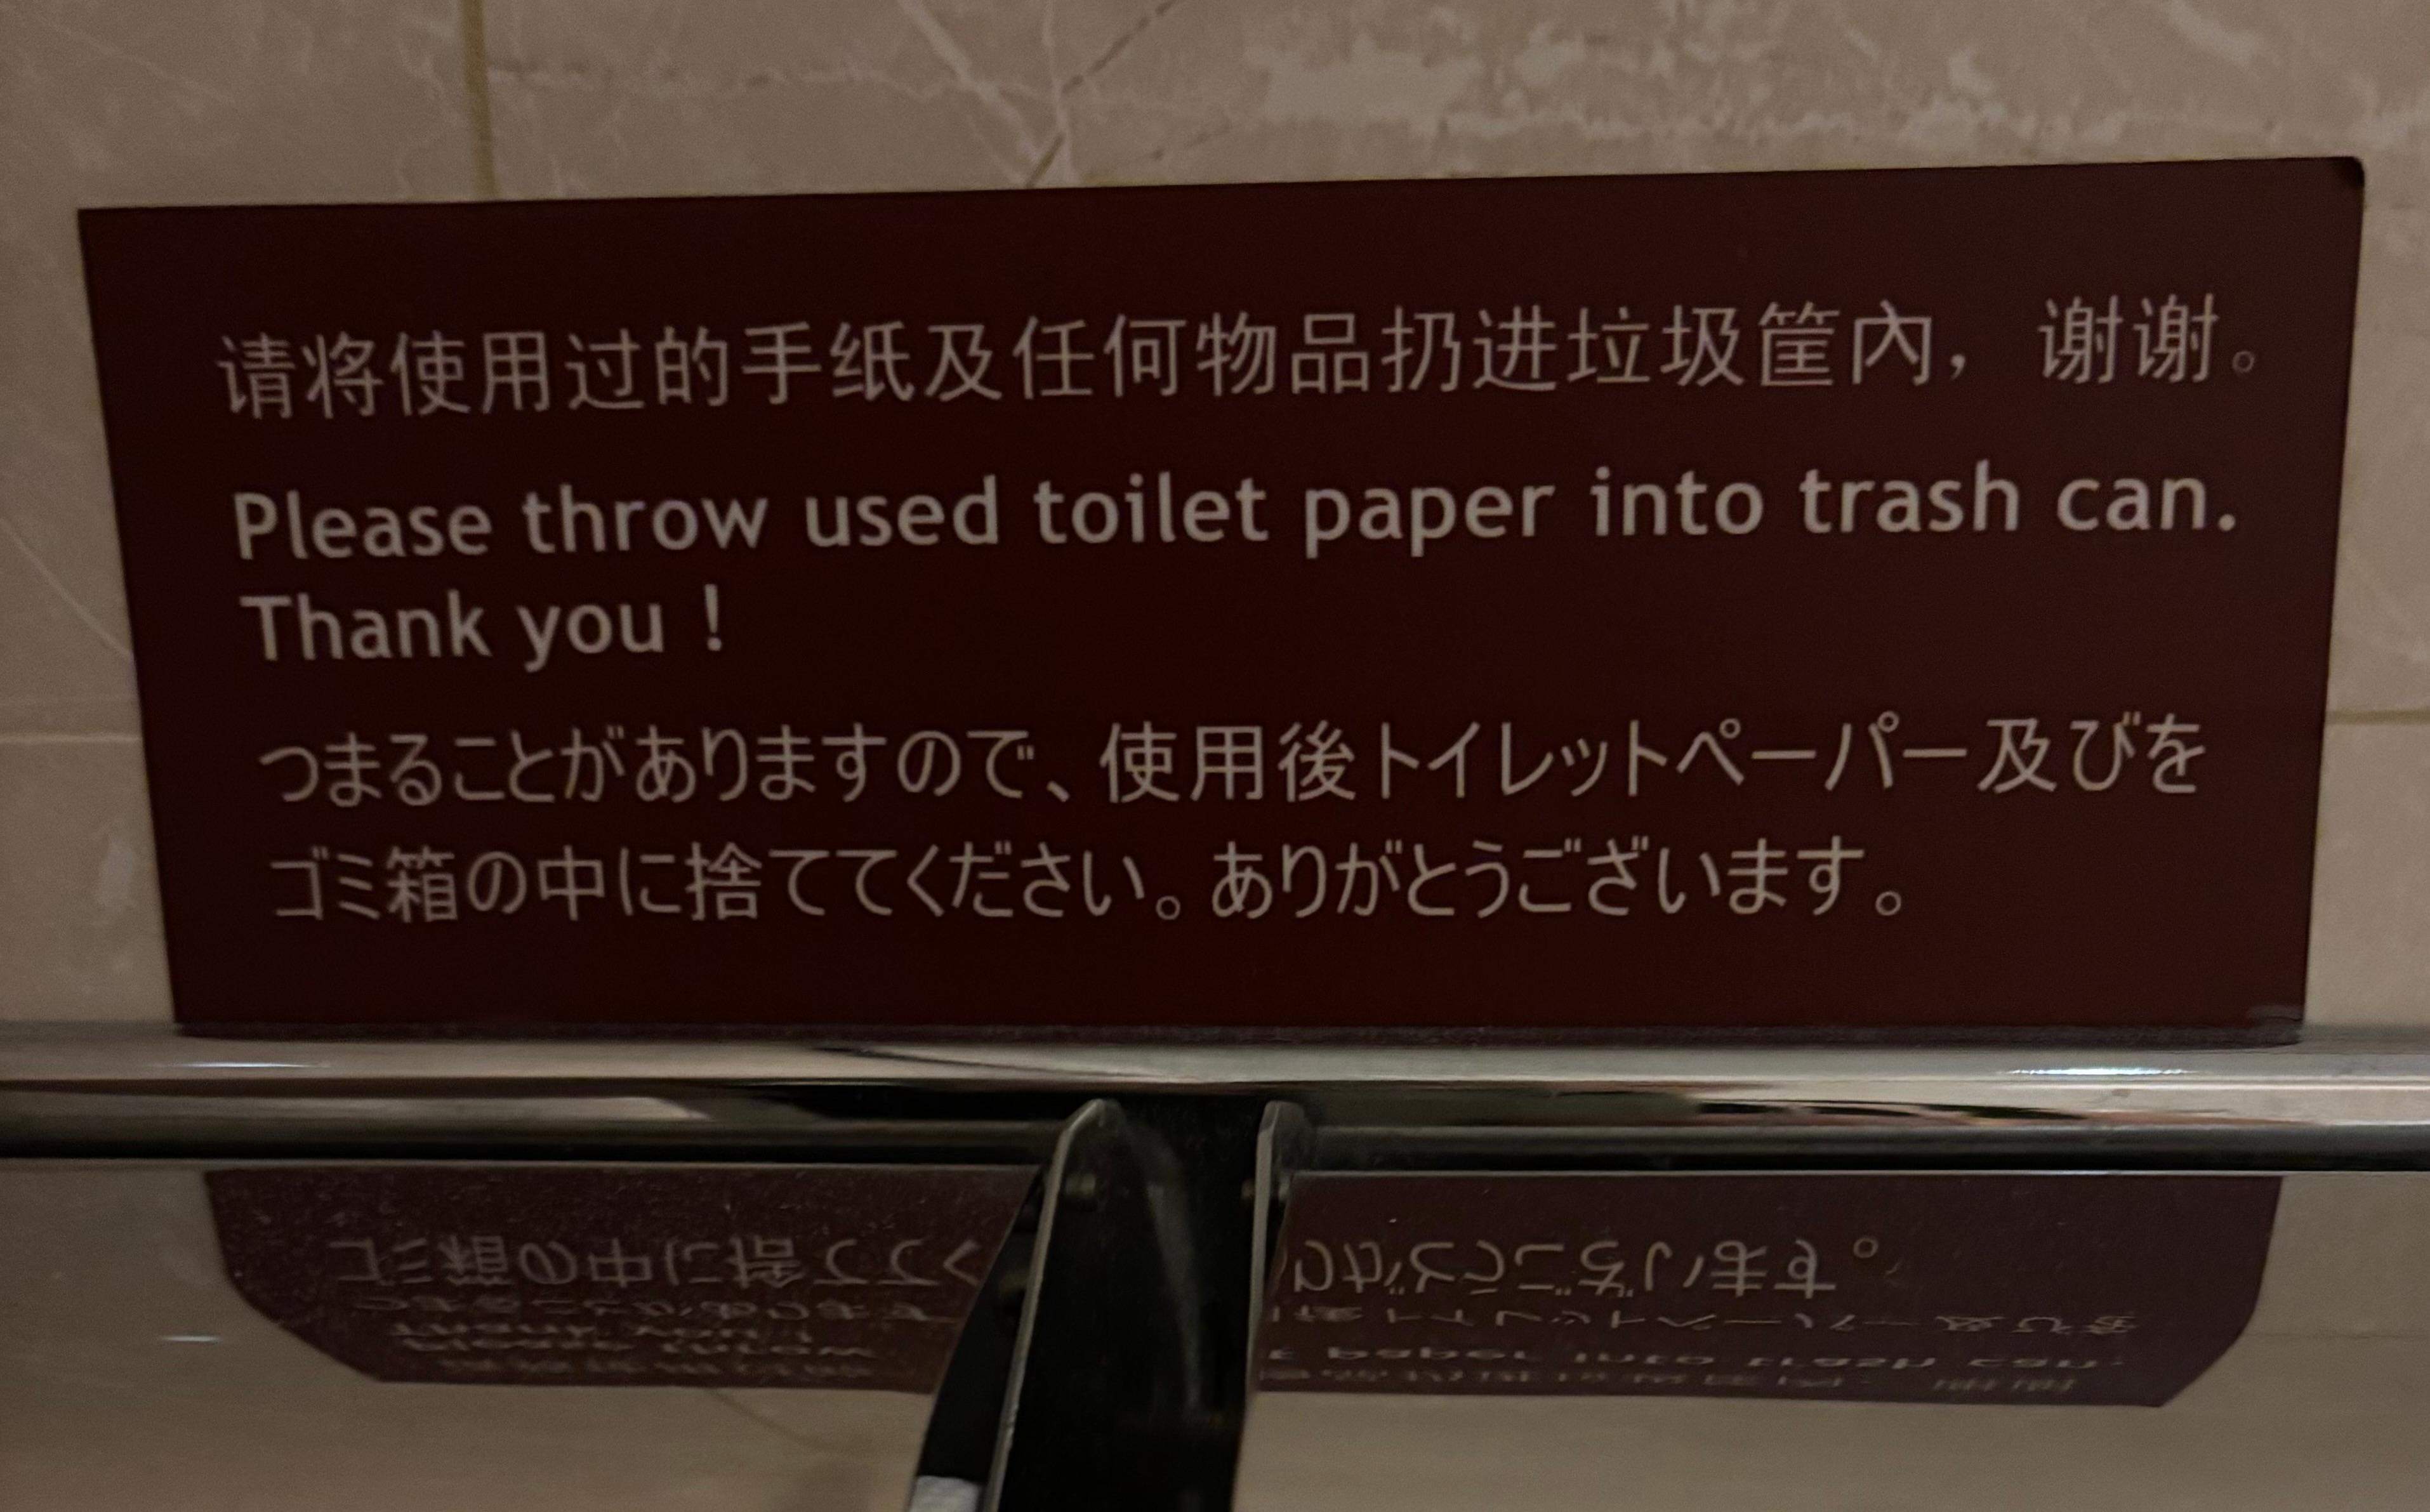 请将使用过的手纸及任何物品扔进垃圾筐內，谢谢。
Please throw used toilet paper into trash can.
Thank you !
つまることがありますので、使用後トイレットペーパー及びを
ゴミ箱の中に捨ててください。ありがとうございます。